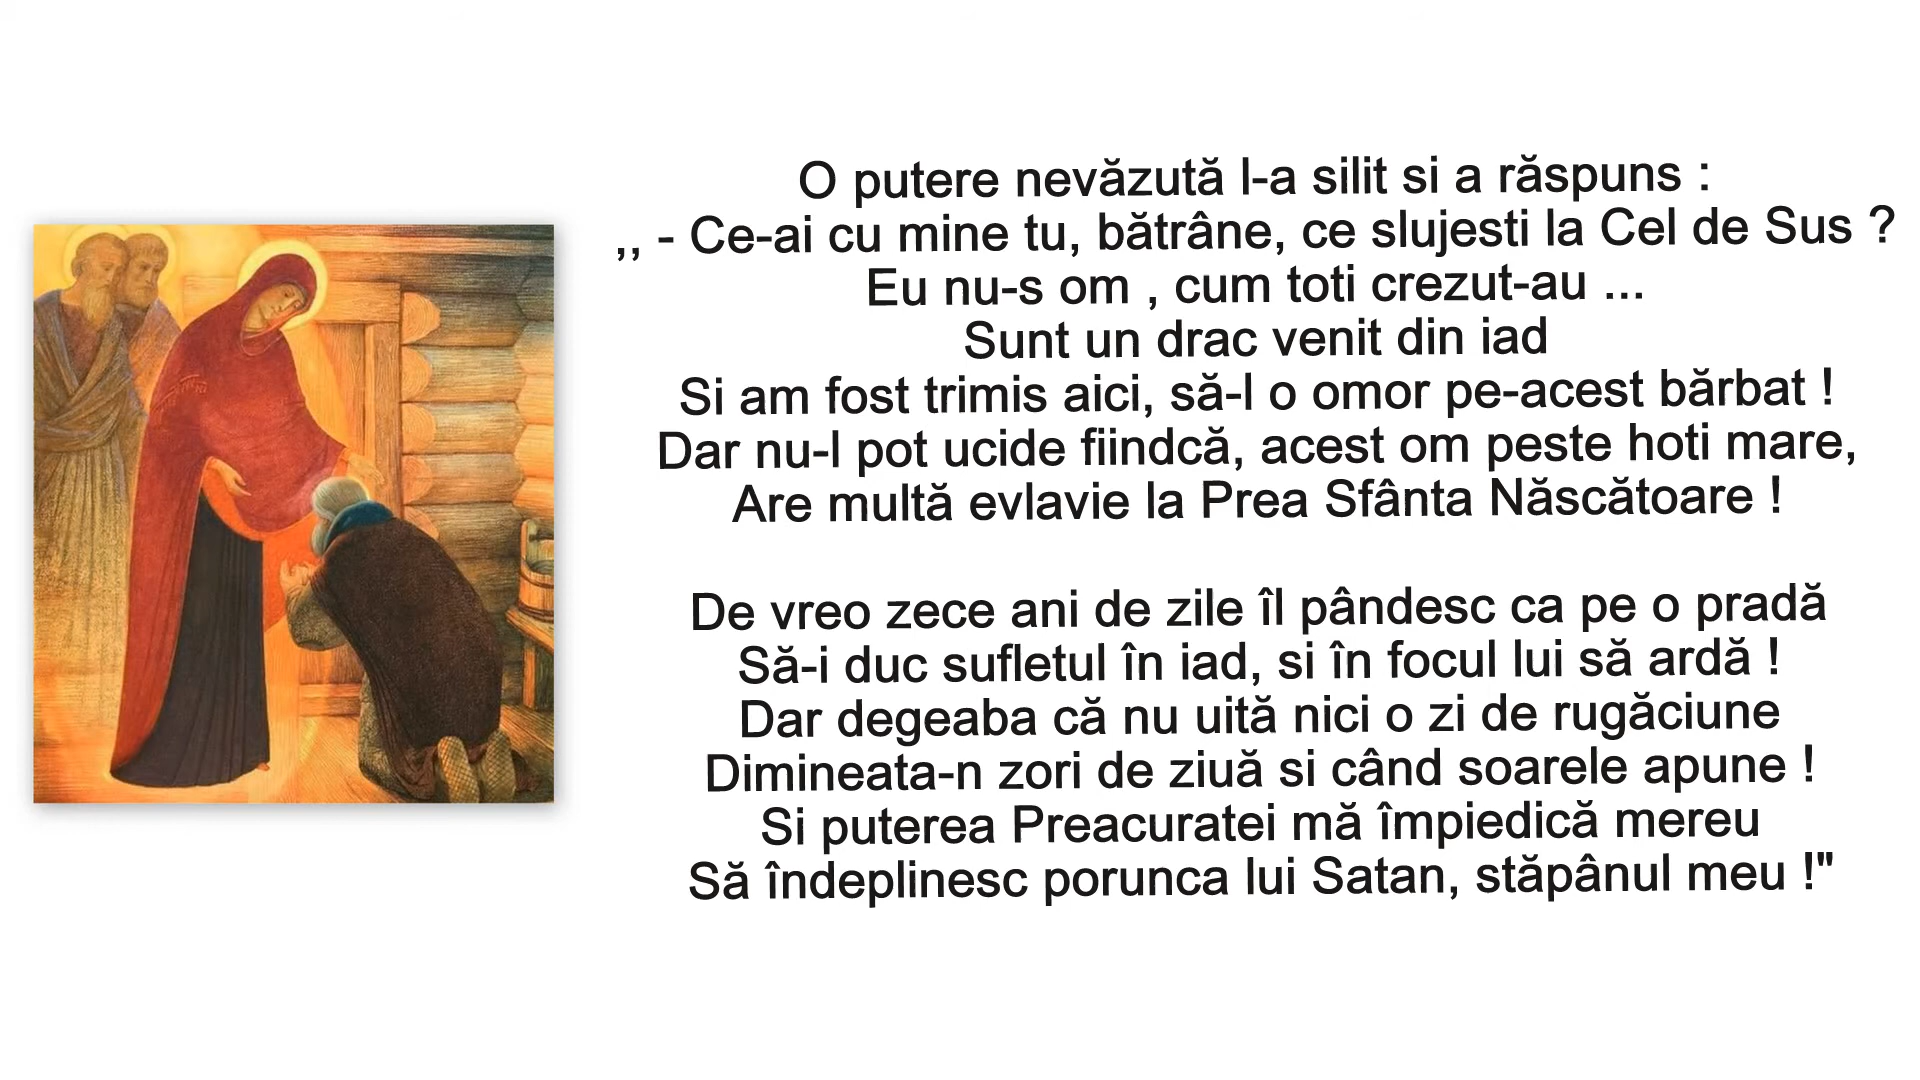 O putere nevăzută l-a silit si a răspuns :
,, - Ce-ai cu mine tu, bătrâne, ce slujesti la Cel de Sus ?
Eu nu-s om , cum toti crezut-au ...
Sunt un drac venit din iad
Si am fost trimis aici, să-l o omor pe-acest bărbat !
Dar nu-l pot ucide fiindcă, acest om peste hoti mare,
Are multă evlavie la Prea Sfânta Născătoare !

De vreo zece ani de zile îl pândesc ca pe o pradă
Să-i duc sufletul în iad, si în focul lui să ardă !
Dar degeaba că nu uită nici o zi de rugăciune
Dimineata-n zori de ziuă si când soarele apune !
Si puterea Preacuratei mă împiedică mereu
Să îndeplinesc porunca lui Satan, stăpânul meu !"